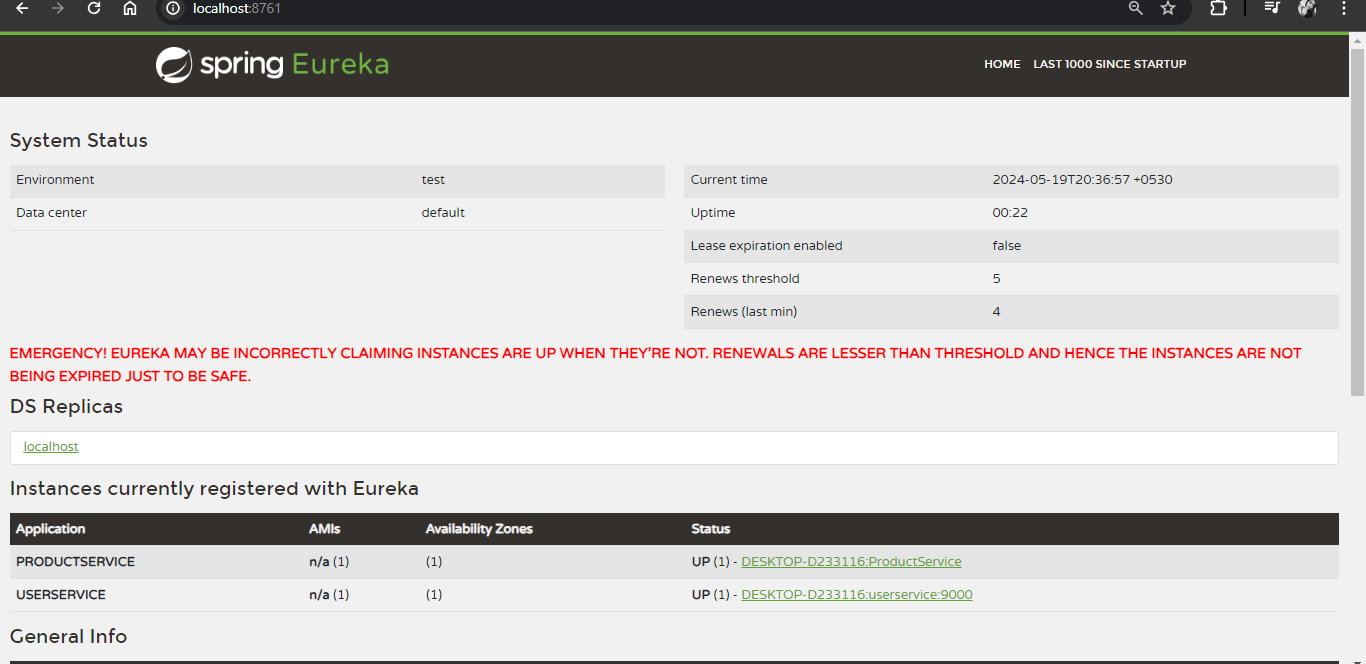 localhost:8761
spring Eureka
HOME LAST 1000 SINCE STARTUP
System Status
Environment test
Data center default
Current time 2024-05-19T20:36:57 +0530
Uptime 00:22
Lease expiration enabled false
Renews threshold 5
Renews (last min) 4
EMERGENCY! EUREKA MAY BE INCORRECTLY CLAIMING INSTANCES ARE UP WHEN THEY'RE NOT. RENEWALS ARE LESSER THAN THRESHOLD AND HENCE THE INSTANCES ARE NOT
BEING EXPIRED JUST TO BE SAFE.
DS Replicas
localhost
Instances currently registered with Eureka
Application AMIs Availability Zones Status
PRODUCTSERVICE n/a (1) (1) UP (1) - DESKTOP-D233116:ProductService
USERSERVICE n/a (1) (1) UP (1) - DESKTOP-D233116:userservice:9000
General Info